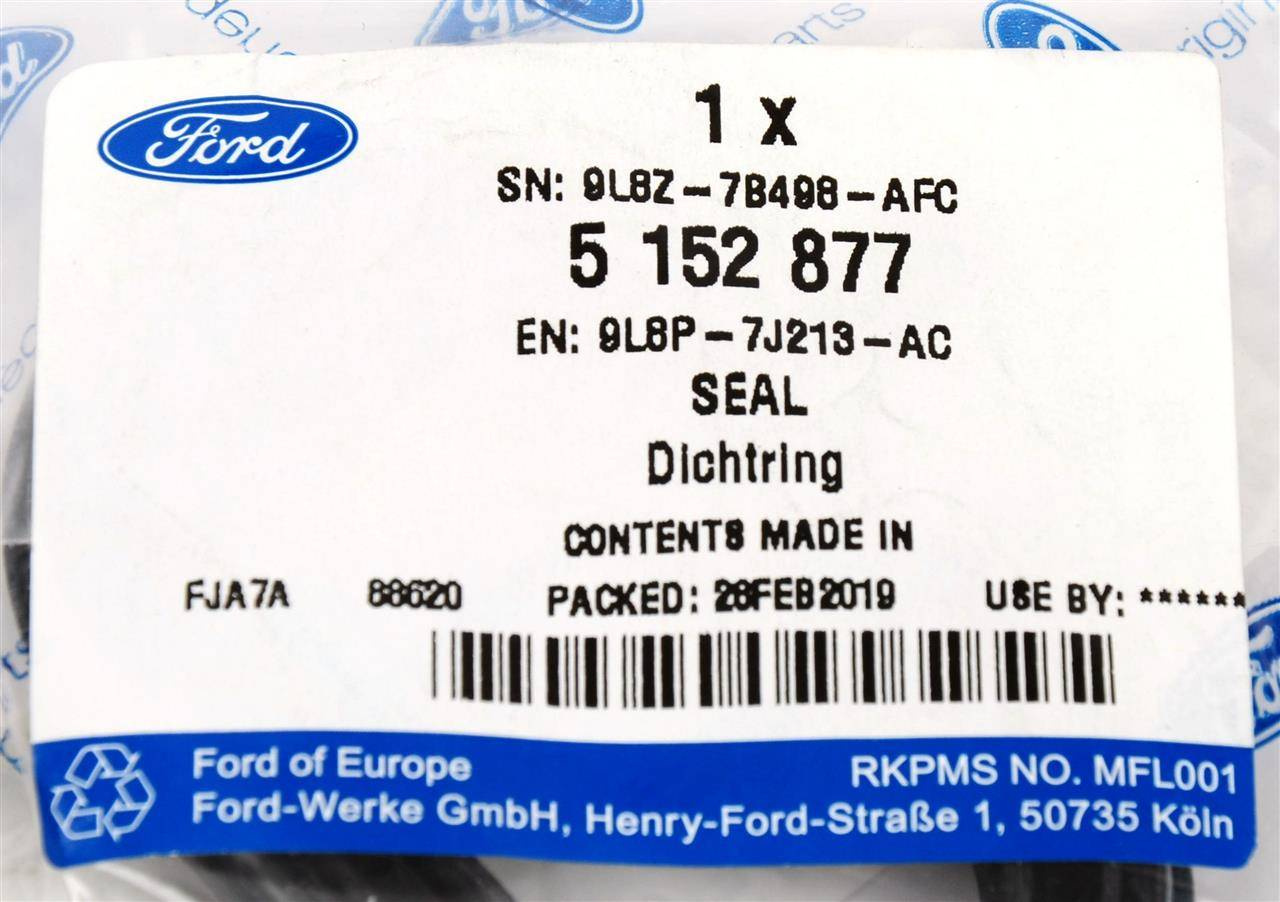 Ford
1 x
SN: 9L8Z-7B498-AFC
5 152 877
EN: 9L8P-7J213-AC
SEAL
Dichtring
CONTENTS MADE IN
FJA7A 88620 PACKED: 28FEB2019 USE BY: ******
Ford of Europe
RKPMS NO. MFL001
Ford-Werke GmbH, Henry-Ford-Straße 1, 50735 Köln